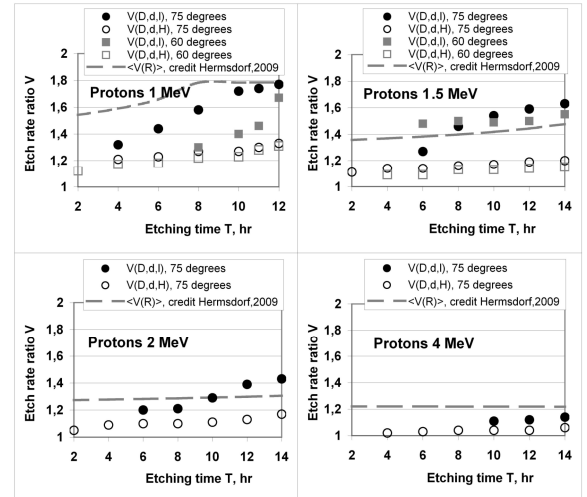 V(D,d,l), 75 degrees
V(D,d,H), 75 degrees
V(D,d,l), 60 degrees
V(D,d,H), 60 degrees
<V(R)>, credit Hermsdorf,2009
Protons 1 MeV
Etch rate ratio V
2
1,8
1,6
1,4
1,2
1
2 4 6 8 10 12
Etching time T, hr
V(D,d,l), 75 degrees
V(D,d,H), 75 degrees
V(D,d,l), 60 degrees
V(D,d,H), 60 degrees
<V(R)>, credit Hermsdorf,2009
Protons 1.5 MeV
Etch rate ratio V
2
1,8
1,6
1,4
1,2
1
2 4 6 8 10 12 14
Etching time T, hr
V(D,d,l), 75 degrees
V(D,d,H), 75 degrees
<V(R)>, credit Hermsdorf,2009
Protons 2 MeV
Etch rate ratio V
2
1,8
1,6
1,4
1,2
1
2 4 6 8 10 12 14
Etching time T, hr
V(D,d,l), 75 degrees
V(D,d,H), 75 degrees
<V(R)>, credit Hermsdorf,2009
Protons 4 MeV
Etch rate ratio V
2
1,8
1,6
1,4
1,2
1
2 4 6 8 10 12 14
Etching time T, hr